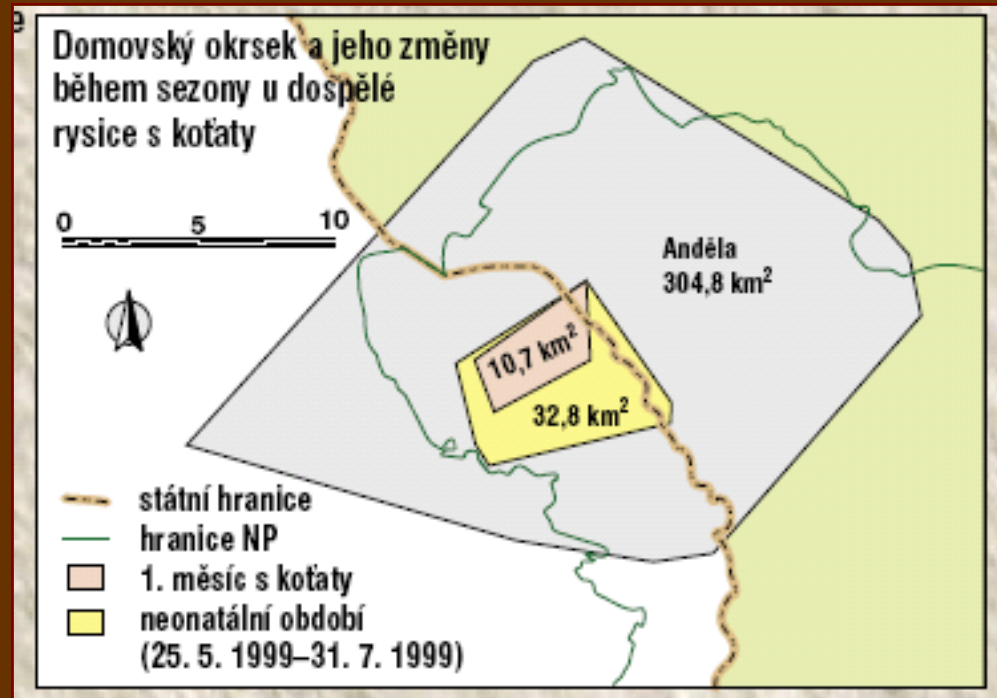 e
Domovský okrsek a jeho změny
během sezony u dospělé
rysice s koťaty
0 5 10
Anděla
304,8 km²
10,7 km²
32,8 km²
státní hranice
hranice NP
1. měsíc s koťaty
neonatální období
(25. 5. 1999–31. 7. 1999)